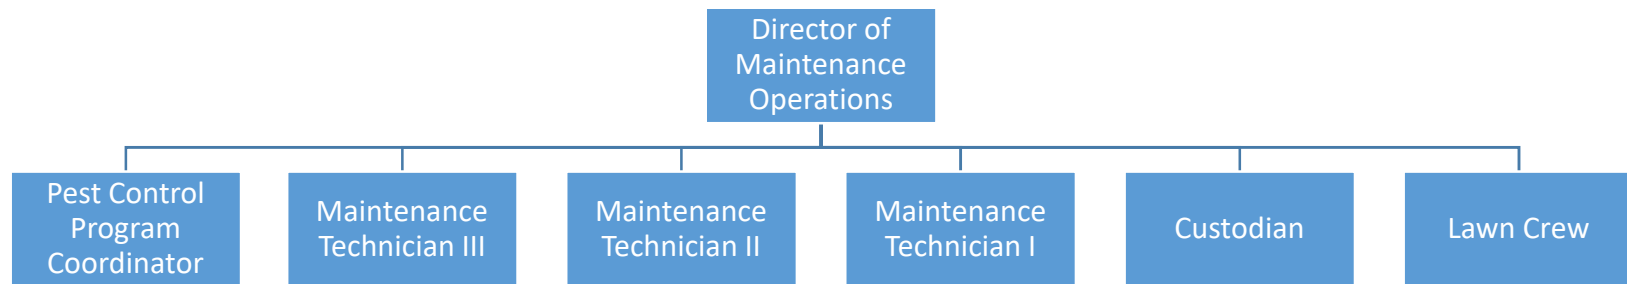 Director of
Maintenance
Operations
Pest Control
Program
Coordinator
Maintenance
Technician III
Maintenance
Technician II
Maintenance
Technician I
Custodian
Lawn Crew